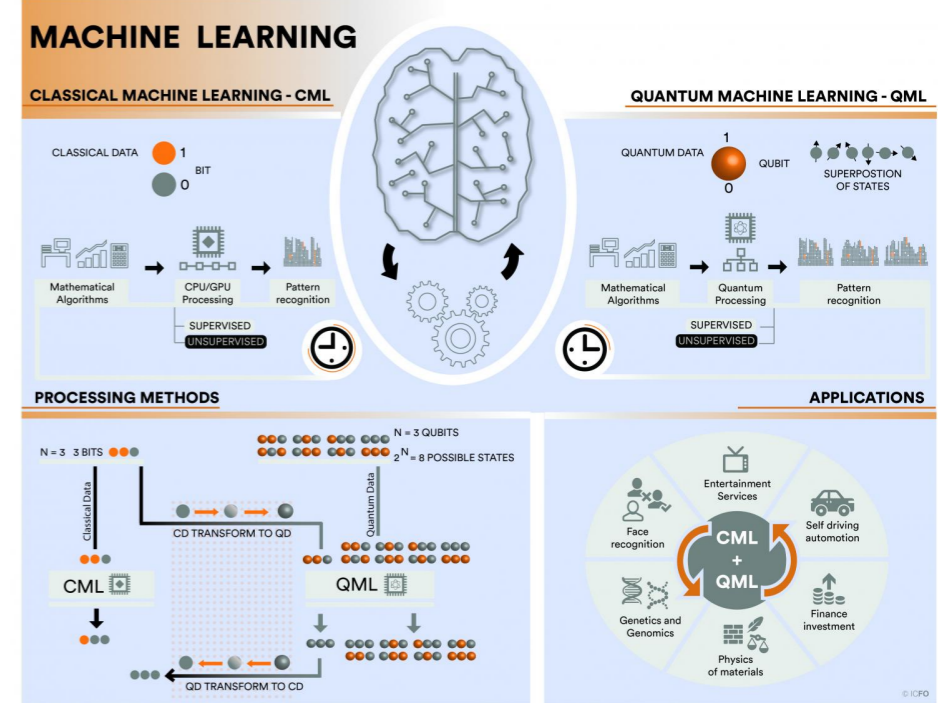 MACHINE LEARNING
CLASSICAL MACHINE LEARNING - CML
CLASSICAL DATA
1
BIT
0
Mathematical
Algorithms
CPU/GPU
Processing
Pattern
recognition
SUPERVISED
UNSUPERVISED
QUANTUM MACHINE LEARNING - QML
QUANTUM DATA
1
QUBIT
0
SUPERPOSTION
OF STATES
Mathematical
Algorithms
Quantum
Processing
Pattern
recognition
SUPERVISED
UNSUPERVISED
PROCESSING METHODS
N = 3 3 BITS
N = 3 QUBITS
2^N = 8 POSSIBLE STATES
Classical Data
Quantum Data
CD TRANSFORM TO QD
CML
QML
QD TRANSFORM TO CD
APPLICATIONS
Entertainment
Services
Self driving
automotion
Finance
investment
Physics
of materials
Genetics and
Genomics
Face
recognition
CML
+
QML
© ICFO